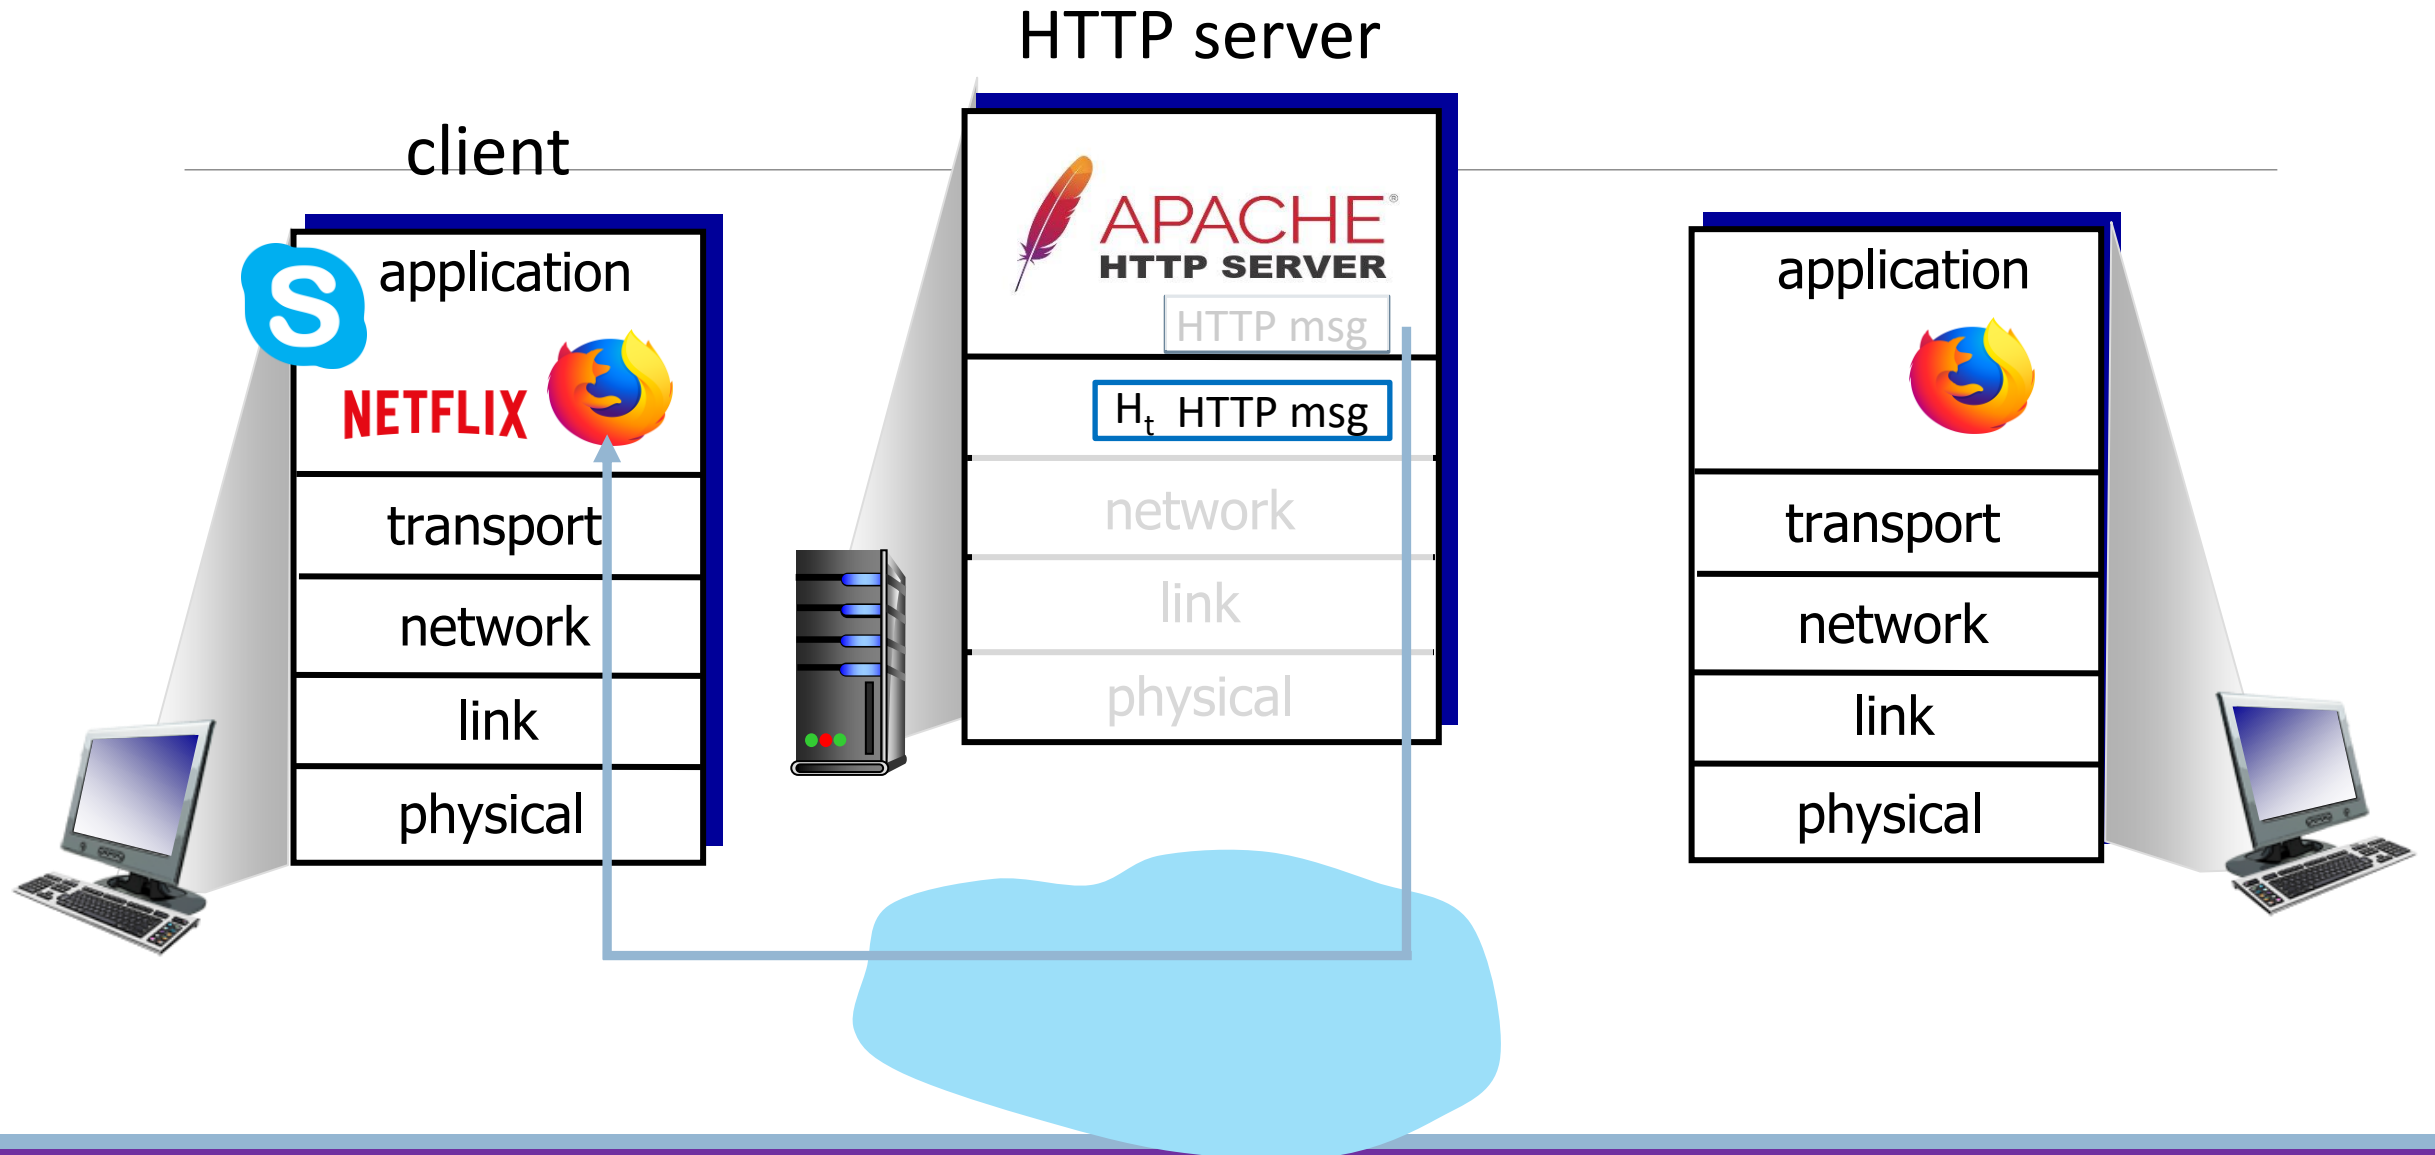 HTTP server
client
APACHE®
HTTP SERVER
HTTP msg
Ht HTTP msg
network
link
physical
S
application
NETFLIX
transport
network
link
physical
application
transport
network
link
physical